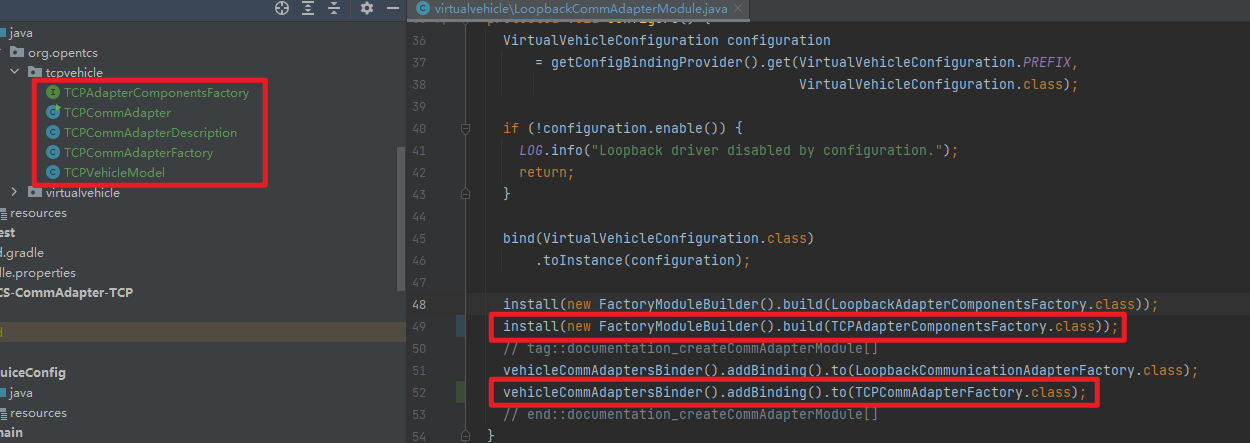 virtualvehicle\LoopbackCommAdapterModule.java
java
org.opentcs
tcpvehicle
TCPAdapterComponentsFactory
TCPCommAdapter
TCPCommAdapterDescription
TCPCommAdapterFactory
TCPVehicleModel
virtualvehicle
resources
est
d.gradle
lle.properties
CS-CommAdapter-TCP
d
uiceConfig
java
resources
main
36 VirtualVehicleConfiguration configuration
37 = getConfigBindingProvider().get(VirtualVehicleConfiguration.PREFIX,
38 VirtualVehicleConfiguration.class);
39
40 if (!configuration.enable()) {
41 LOG.info("Loopback driver disabled by configuration.");
42 return;
43 }
44
45 bind(VirtualVehicleConfiguration.class)
46 .toInstance(configuration);
47
48 install(new FactoryModuleBuilder().build(LoopbackAdapterComponentsFactory.class));
49 install(new FactoryModuleBuilder().build(TCPAdapterComponentsFactory.class));
50 // tag::documentation_createCommAdapterModule[]
51 vehicleCommAdaptersBinder().addBinding().to(LoopbackCommunicationAdapterFactory.class);
52 vehicleCommAdaptersBinder().addBinding().to(TCPCommAdapterFactory.class);
53 // end::documentation_createCommAdapterModule[]
54 }